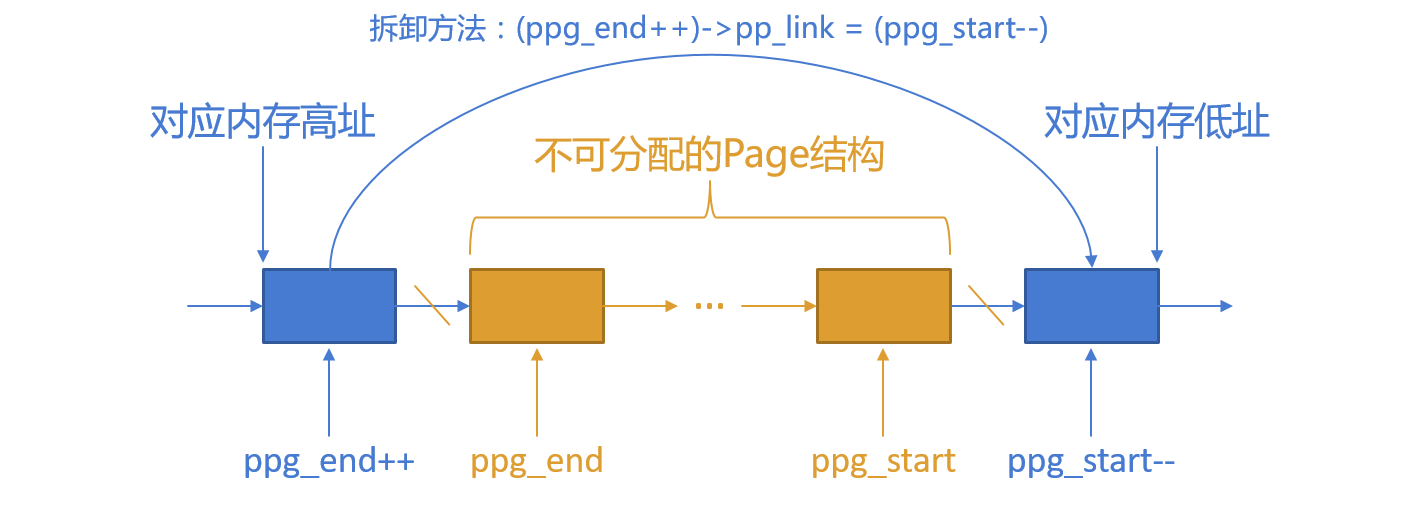 拆卸方法：(ppg_end++)->pp_link = (ppg_start--)
对应内存高址
对应内存低址
不可分配的Page结构
...
ppg_end++
ppg_end
ppg_start
ppg_start--